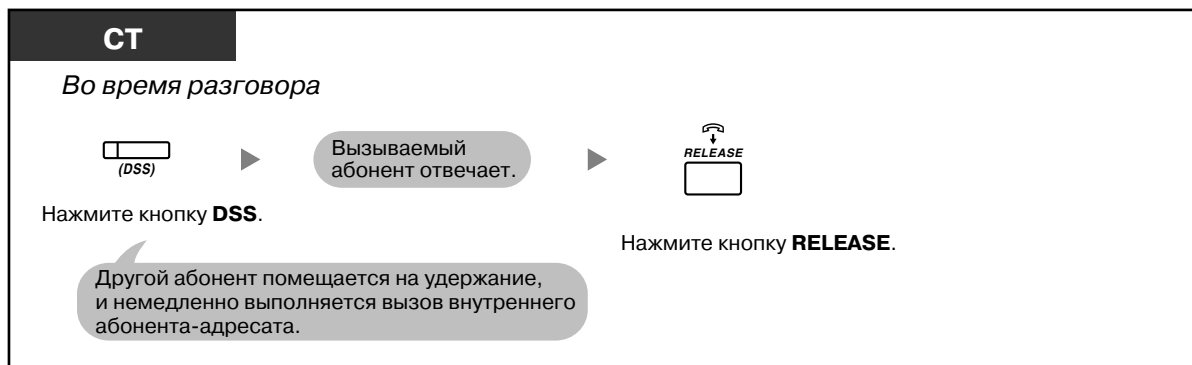 СТ
Во время разговора
(DSS)
Вызываемый
абонент отвечает.
RELEASE
Нажмите кнопку DSS.
Нажмите кнопку RELEASE.
Другой абонент помещается на удержание,
и немедленно выполняется вызов внутреннего
абонента-адресата.